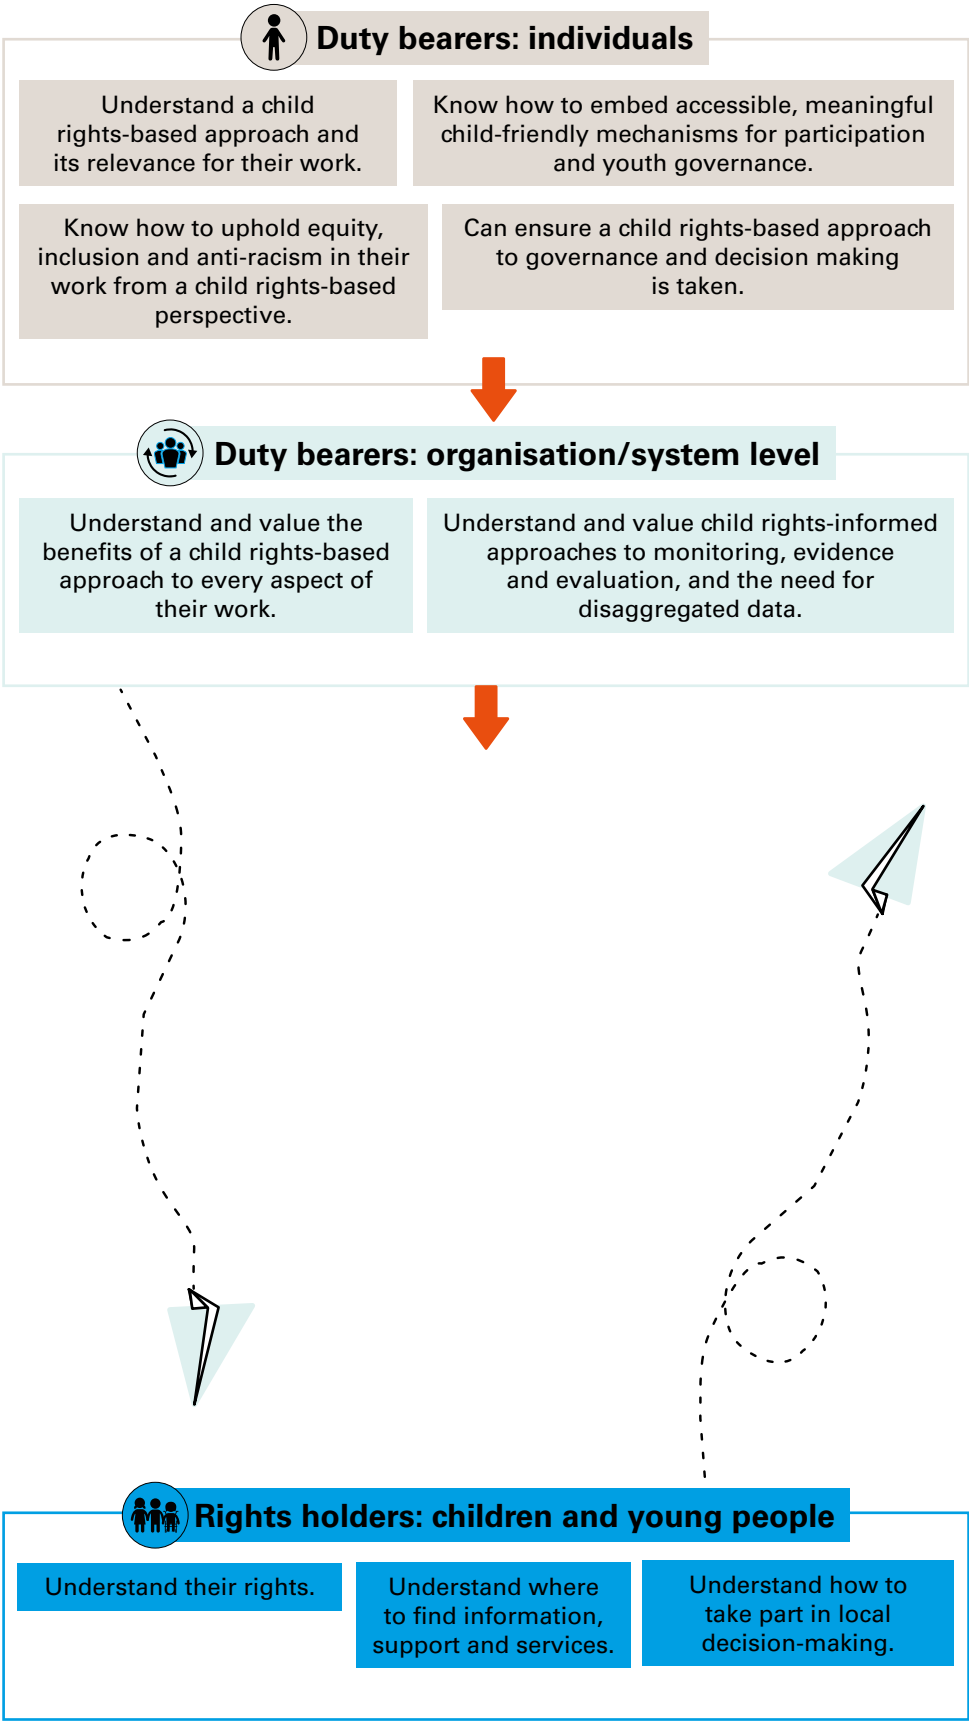 Duty bearers: individuals
Understand a child
rights-based approach and
its relevance for their work.
Know how to embed accessible, meaningful
child-friendly mechanisms for participation
and youth governance.
Know how to uphold equity,
inclusion and anti-racism in their
work from a child rights-based
perspective.
Can ensure a child rights-based approach
to governance and decision making
is taken.
Duty bearers: organisation/system level
Understand and value the
benefits of a child rights-based
approach to every aspect of
their work.
Understand and value child rights-informed
approaches to monitoring, evidence
and evaluation, and the need for
disaggregated data.
Rights holders: children and young people
Understand their rights.
Understand where
to find information,
support and services.
Understand how to
take part in local
decision-making.